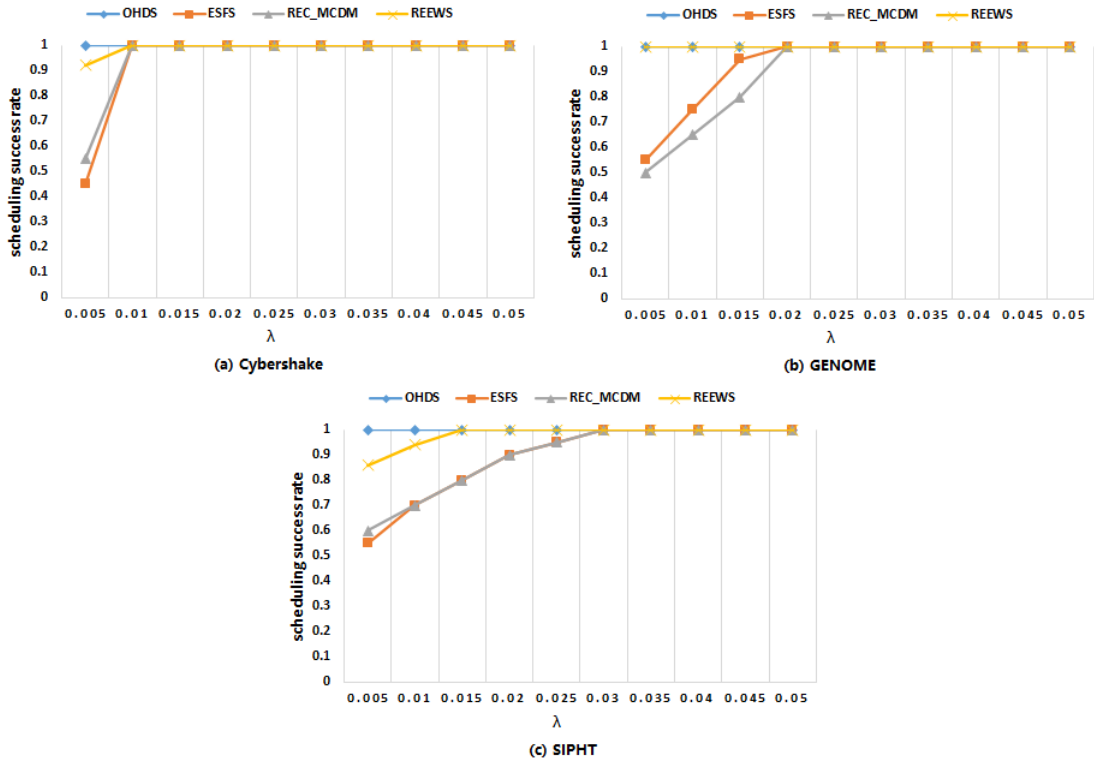 OHDS ESFS REC_MCDM REEWS
scheduling success rate
1
0.9
0.8
0.7
0.6
0.5
0.4
0.3
0.2
0.1
0
0.005 0.01 0.015 0.02 0.025 0.03 0.035 0.04 0.045 0.05
λ
(a) Cybershake
OHDS ESFS REC_MCDM REEWS
scheduling success rate
1
0.9
0.8
0.7
0.6
0.5
0.4
0.3
0.2
0.1
0
0.005 0.01 0.015 0.02 0.025 0.03 0.035 0.04 0.045 0.05
λ
(b) GENOME
OHDS ESFS REC_MCDM REEWS
scheduling success rate
1
0.9
0.8
0.7
0.6
0.5
0.4
0.3
0.2
0.1
0
0.005 0.01 0.015 0.02 0.025 0.03 0.035 0.04 0.045 0.05
λ
(c) SIPHT